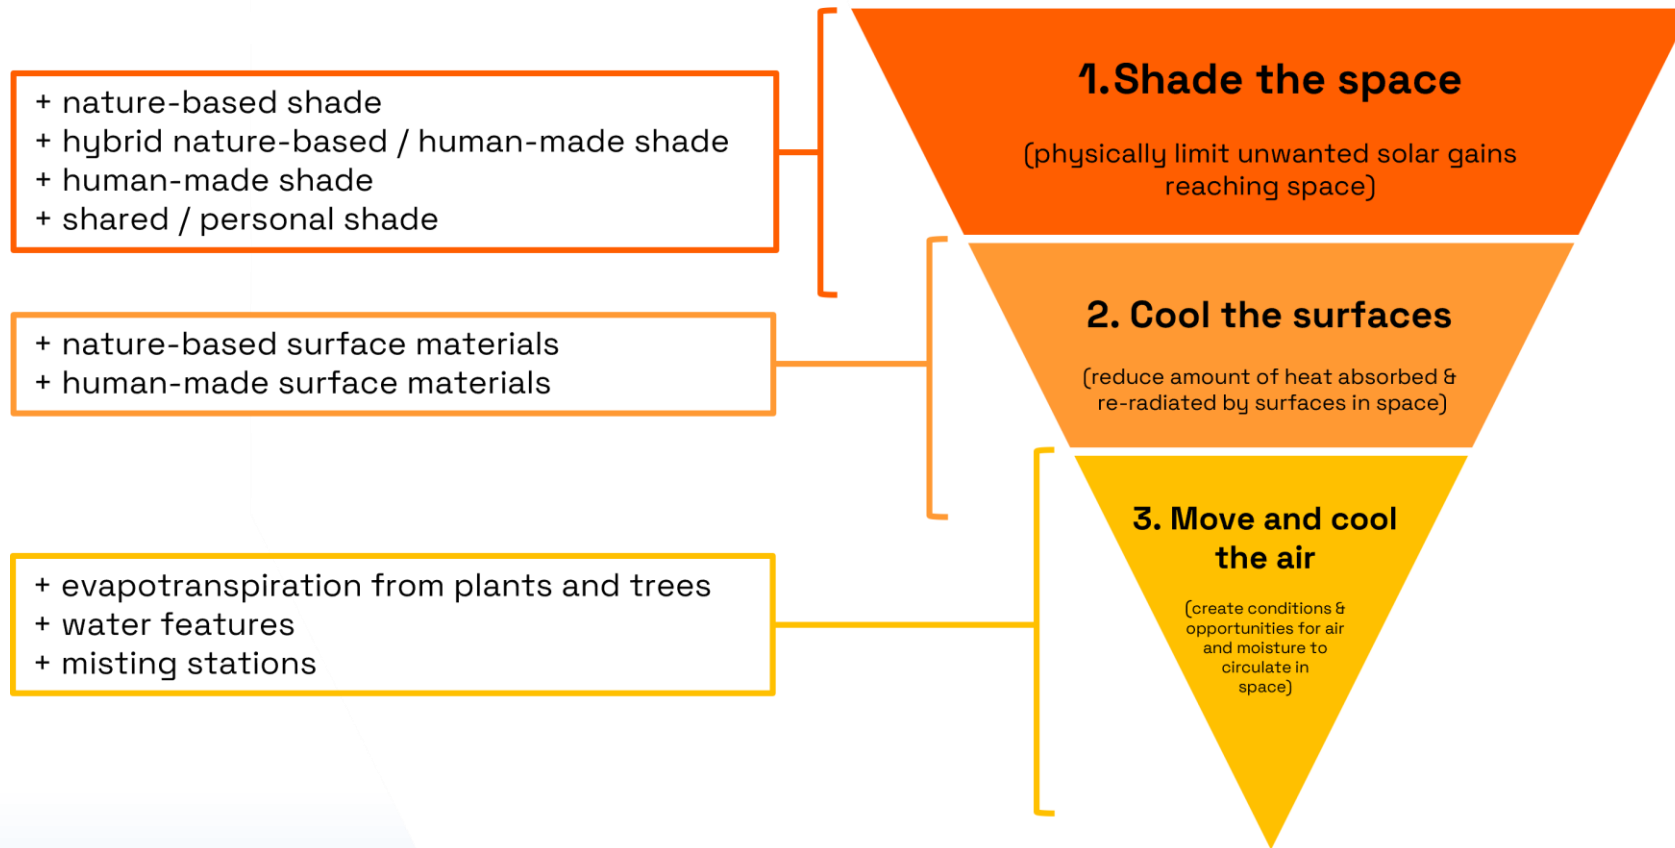 + nature-based shade
+ hybrid nature-based / human-made shade
+ human-made shade
+ shared / personal shade
1.Shade the space
(physically limit unwanted solar gains
reaching space)
+ nature-based surface materials
+ human-made surface materials
2. Cool the surfaces
(reduce amount of heat absorbed &
re-radiated by surfaces in space)
+ evapotranspiration from plants and trees
+ water features
+ misting stations
3. Move and cool
the air
(create conditions &
opportunities for air
and moisture to
circulate in
space)